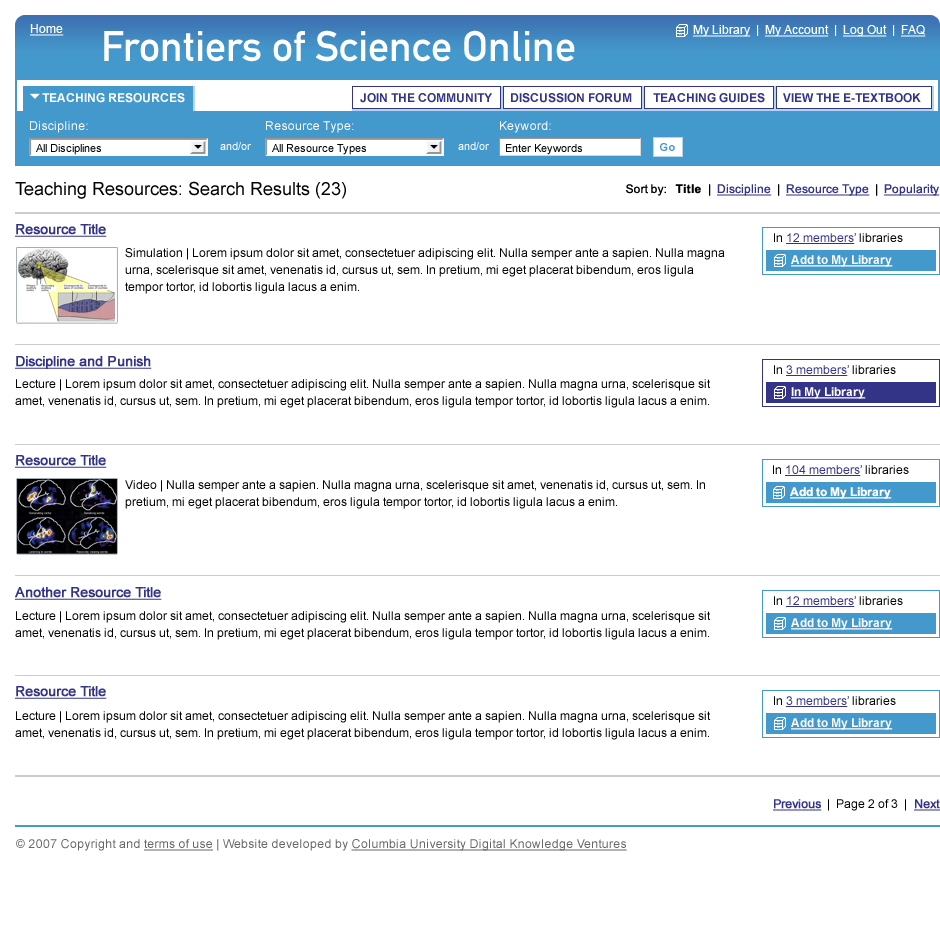 Home
Frontiers of Science Online
My Library | My Account | Log Out | FAQ
TEACHING RESOURCES
JOIN THE COMMUNITY
DISCUSSION FORUM
TEACHING GUIDES
VIEW THE E-TEXTBOOK
Discipline:
Resource Type:
Keyword:
All Disciplines
and/or
All Resource Types
and/or
Enter Keywords
Go
Teaching Resources: Search Results (23)
Sort by: Title | Discipline | Resource Type | Popularity
Resource Title
Simulation | Lorem ipsum dolor sit amet, consectetuer adipiscing elit. Nulla semper ante a sapien. Nulla magna
urna, scelerisque sit amet, venenatis id, cursus ut, sem. In pretium, mi eget placerat bibendum, eros ligula
tempor tortor, id lobortis ligula lacus a enim.
In 12 members' libraries
Add to My Library
Discipline and Punish
Lecture | Lorem ipsum dolor sit amet, consectetuer adipiscing elit. Nulla semper ante a sapien. Nulla magna urna, scelerisque sit
amet, venenatis id, cursus ut, sem. In pretium, mi eget placerat bibendum, eros ligula tempor tortor, id lobortis ligula lacus a enim.
In 3 members' libraries
In My Library
Resource Title
Video | Nulla semper ante a sapien. Nulla magna urna, scelerisque sit amet, venenatis id, cursus ut, sem. In
pretium, mi eget placerat bibendum, eros ligula tempor tortor, id lobortis ligula lacus a enim.
In 104 members' libraries
Add to My Library
Another Resource Title
Lecture | Lorem ipsum dolor sit amet, consectetuer adipiscing elit. Nulla semper ante a sapien. Nulla magna urna, scelerisque sit
amet, venenatis id, cursus ut, sem. In pretium, mi eget placerat bibendum, eros ligula tempor tortor, id lobortis ligula lacus a enim.
In 12 members' libraries
Add to My Library
Resource Title
Lecture | Lorem ipsum dolor sit amet, consectetuer adipiscing elit. Nulla semper ante a sapien. Nulla magna urna, scelerisque sit
amet, venenatis id, cursus ut, sem. In pretium, mi eget placerat bibendum, eros ligula tempor tortor, id lobortis ligula lacus a enim.
In 3 members' libraries
Add to My Library
Previous | Page 2 of 3 | Next
© 2007 Copyright and terms of use | Website developed by Columbia University Digital Knowledge Ventures